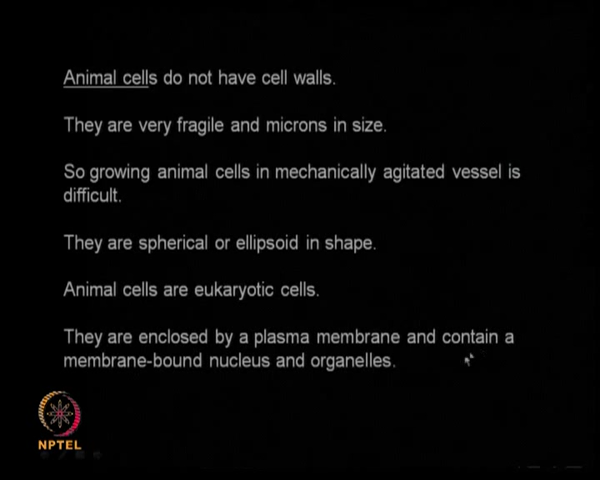 Animal cells do not have cell walls.
They are very fragile and microns in size.
So growing animal cells in mechanically agitated vessel is
difficult.
They are spherical or ellipsoid in shape.
Animal cells are eukaryotic cells.
They are enclosed by a plasma membrane and contain a
membrane-bound nucleus and organelles.
NPTEL